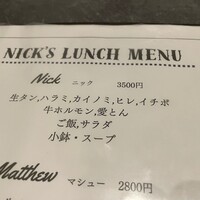 NICK'S LUNCH MENU
Nick ニック 3500円
生タン,ハラミ,カイノミ,ヒレ,イチボ
牛ホルモン,愛とん
ご飯,サラダ
小鉢・スープ
Matthew マシュー 2800円